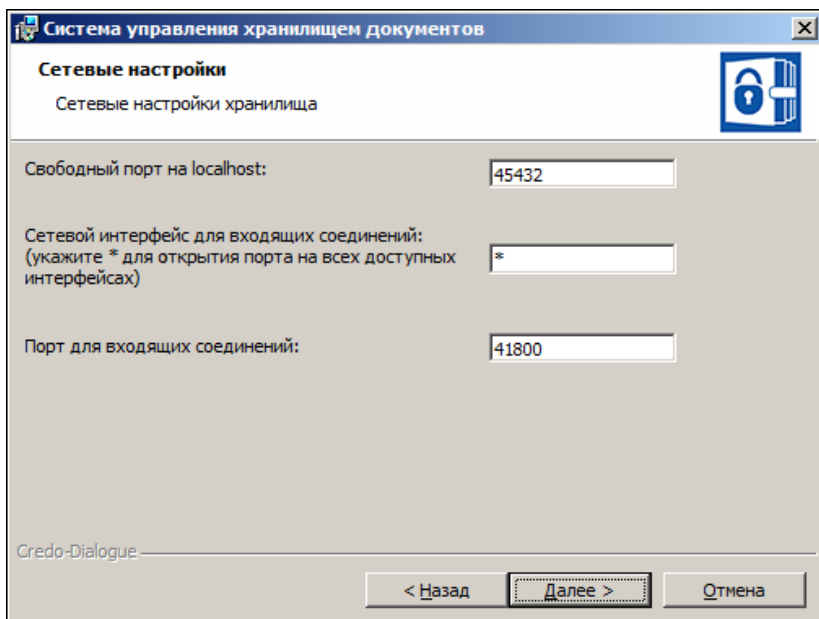 Система управления хранилищем документов
Сетевые настройки
Сетевые настройки хранилища
Свободный порт на localhost:
45432
Сетевой интерфейс для входящих соединений:
(укажите * для открытия порта на всех доступных
интерфейсах)
*
Порт для входящих соединений:
41800
Credo-Dialogue
< Назад
Далее >
Отмена